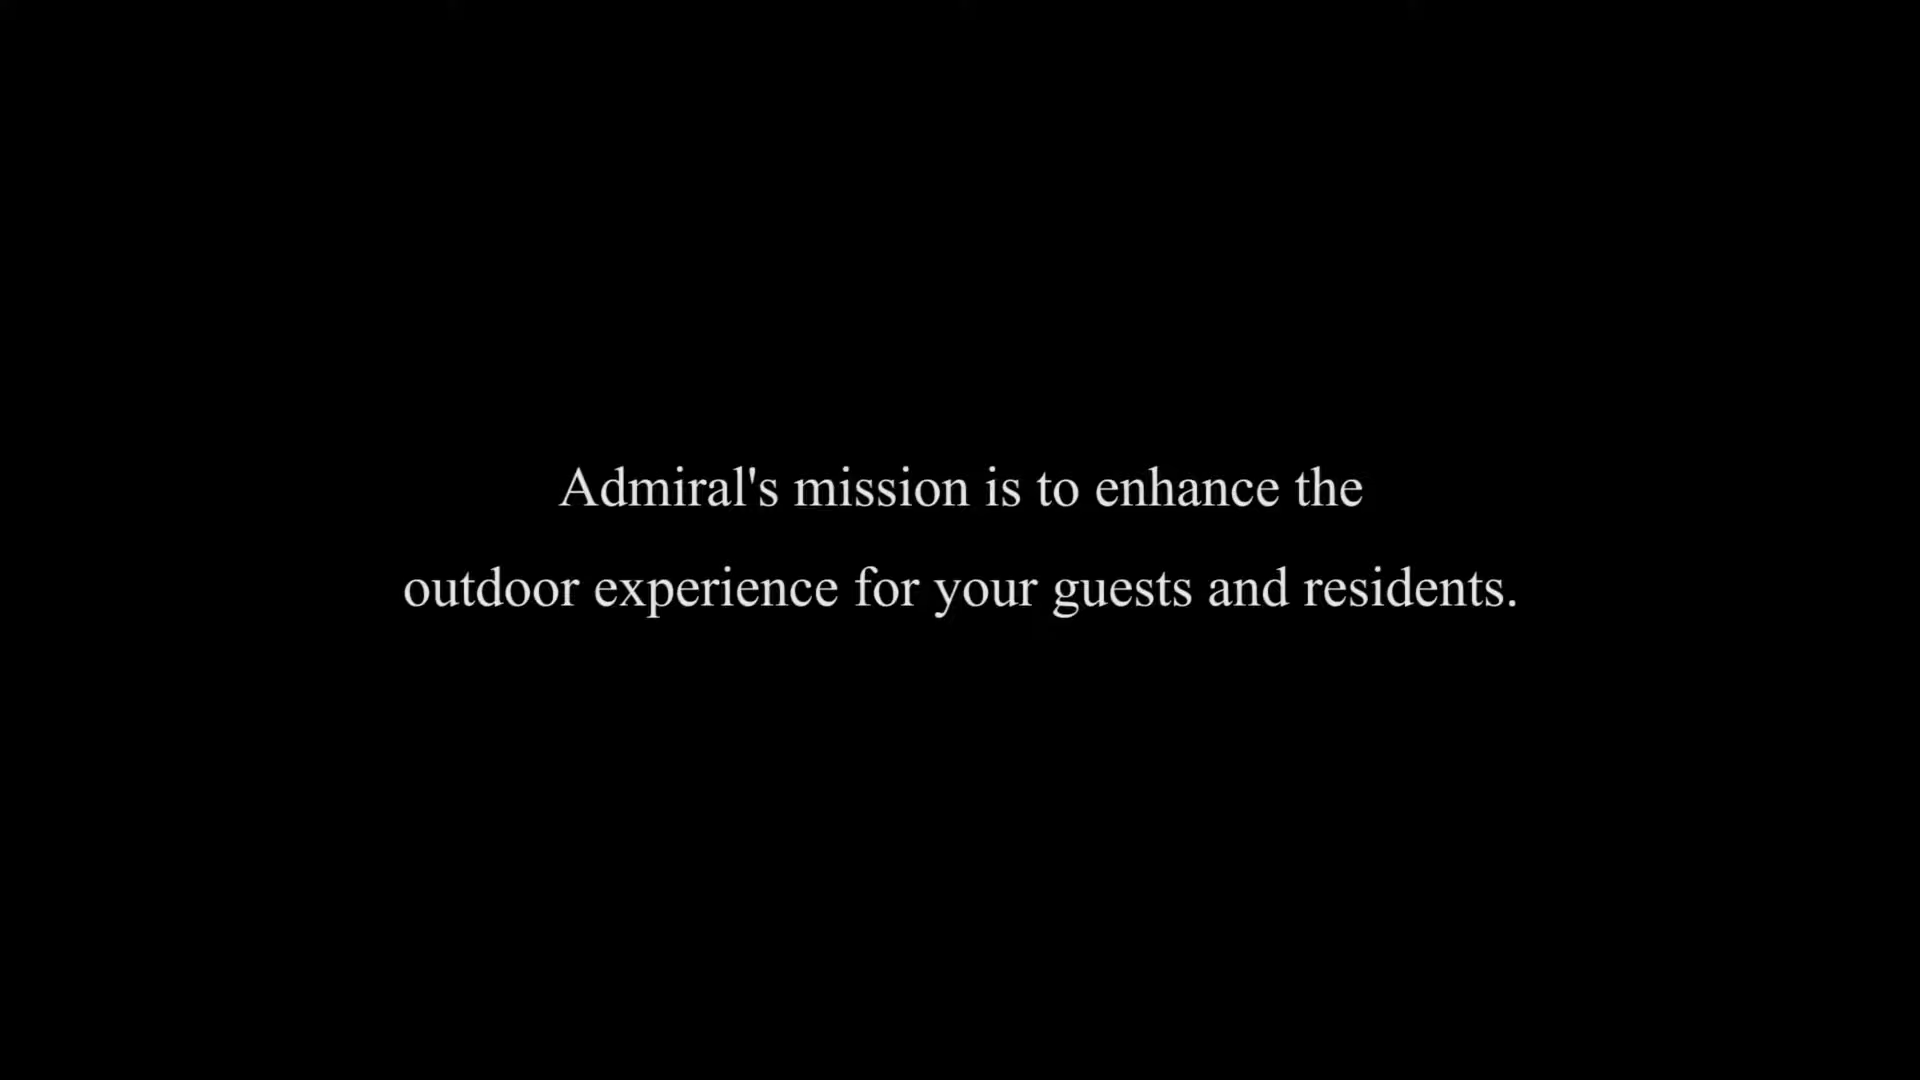 Admiral's mission is to enhance the
outdoor experience for your guests and residents.